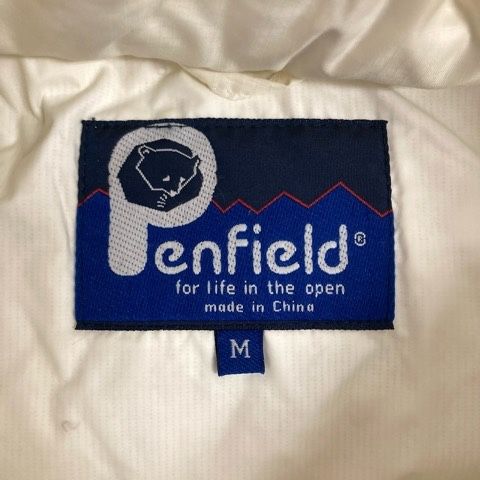 Penfield®
for life in the open
made in China
M